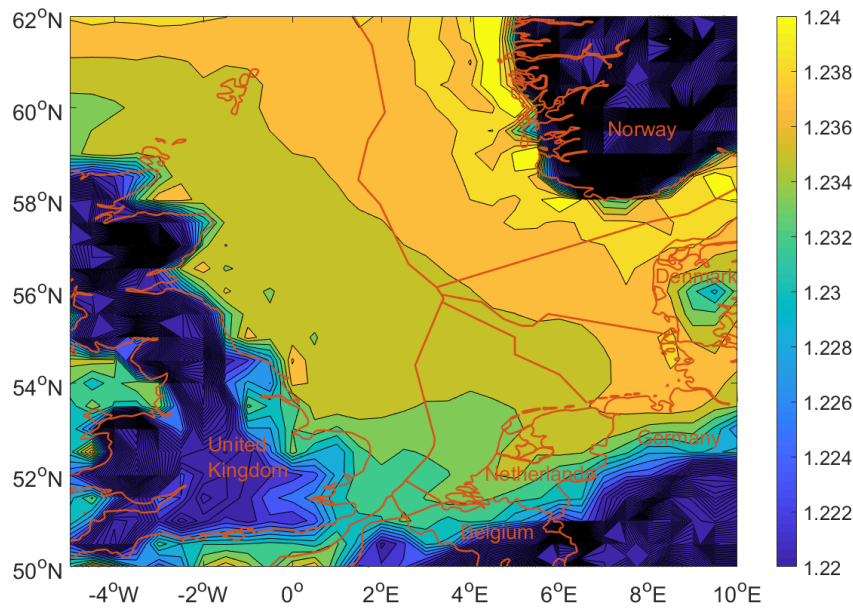 62°N
60°N
58°N
56°N
54°N
52°N
50°N
-4°W
-2°W
0°
2°E
4°E
6°E
8°E
10°E
Norway
Denmark
Germany
United
Kingdom
Netherlands
Belgium
1.24
1.238
1.236
1.234
1.232
1.23
1.228
1.226
1.224
1.222
1.22